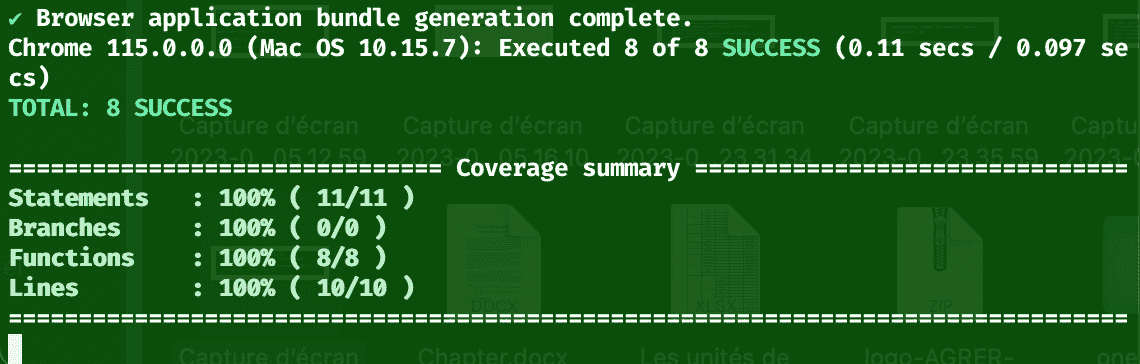 ✔ Browser application bundle generation complete.
Chrome 115.0.0.0 (Mac OS 10.15.7): Executed 8 of 8 SUCCESS (0.11 secs / 0.097 se
cs)
TOTAL: 8 SUCCESS
Capture d'écran Capture d'écran Capture d'écran Capture d'écran Captu
2023-0...05.12.59 2023-0...05.16.10 2023-0...23.31.34 2023-0...23.35.59
=============================== Coverage summary ===============================
Statements   : 100% ( 11/11 )
Branches     : 100% ( 0/0 )
Functions    : 100% ( 8/8 )
Lines        : 100% ( 10/10 )
DOCX XLSX ZIP
================================================================================
Capture d'écran Chapter.docx Les unités de logo-AGRER- one